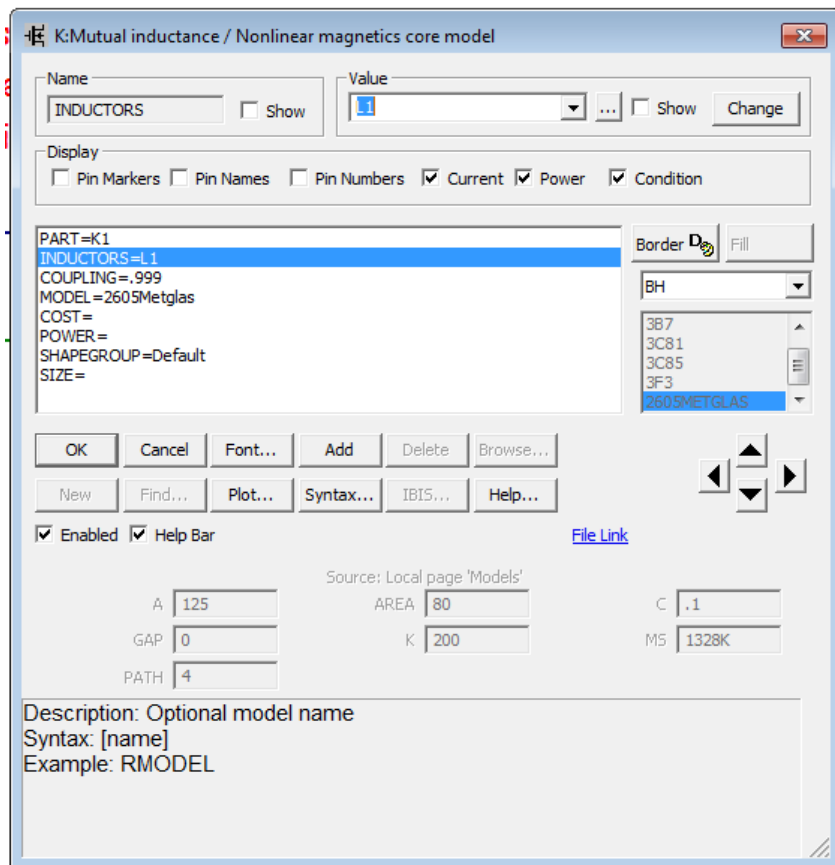 K:Mutual inductance / Nonlinear magnetics core model
Name
INDUCTORS
Show
Value
L1
...
Show
Change
Display
Pin Markers
Pin Names
Pin Numbers
Current
Power
Condition
PART=K1
INDUCTORS=L1
COUPLING=.999
MODEL=2605Metglas
COST=
POWER=
SHAPEGROUP=Default
SIZE=
Border
Fill
BH
3B7
3C81
3C85
3F3
2605METGLAS
OK
Cancel
Font...
Add
Delete
Browse...
New
Find...
Plot...
Syntax...
IBIS...
Help...
Enabled
Help Bar
File Link
Source: Local page 'Models'
A 125
AREA 80
C .1
GAP 0
K 200
MS 1328K
PATH 4
Description: Optional model name
Syntax: [name]
Example: RMODEL